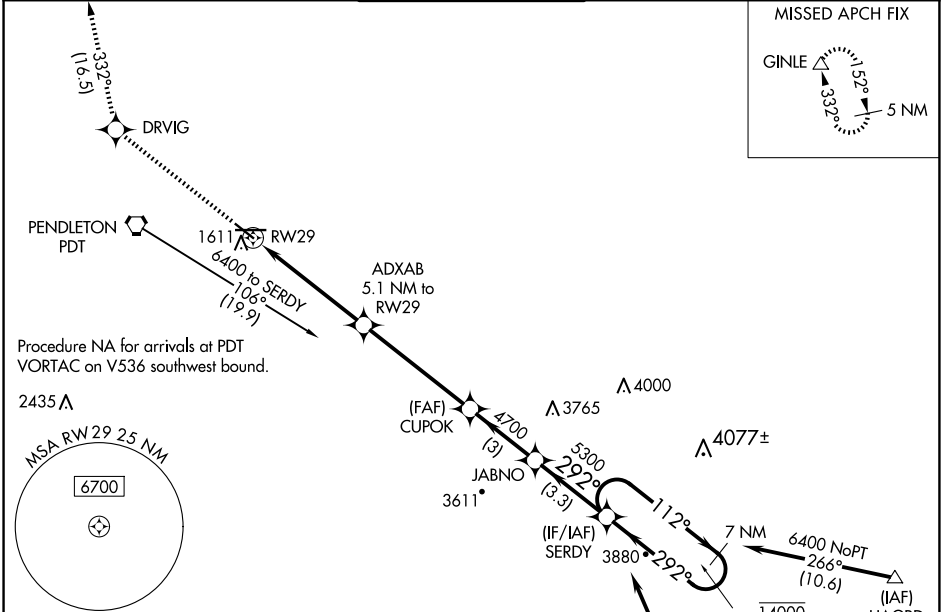 MISSED APCH FIX
GINLE
152°
332°
5 NM
332°
(16.5)
DRVIG
PENDLETON
PDT
1611
RW29
6400 to SERDY
106°
(19.9)
ADXAB
5.1 NM to
RW29
Procedure NA for arrivals at PDT
VORTAC on V536 southwest bound.
2435
4000
3765
(FAF)
CUPOK
4700
(3)
4077±
MSA RW29 25 NM
6700
JABNO
5300
292°
(3.3)
3611
112°
7 NM
(IF/IAF)
SERDY
3880
292°
6400 NoPT
266°
(10.6)
14000
(IAF)